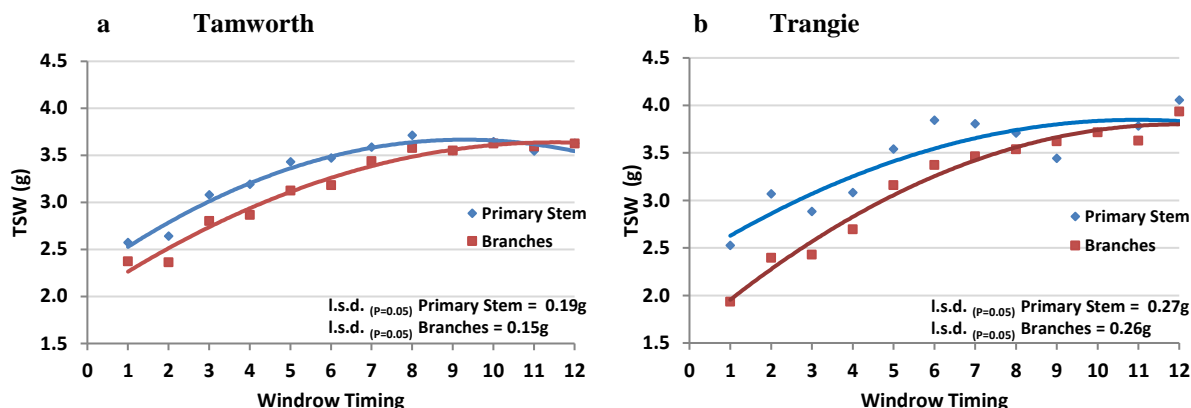 a Tamworth
4.5
4.0
3.5
3.0
2.5
2.0
1.5
TSW (g)
Primary Stem
Branches
l.s.d. (P=0.05) Primary Stem = 0.19g
l.s.d. (P=0.05) Branches = 0.15g
0 1 2 3 4 5 6 7 8 9 10 11 12
Windrow Timing
b Trangie
4.5
4.0
3.5
3.0
2.5
2.0
1.5
TSW (g)
Primary Stem
Branches
l.s.d. (P=0.05) Primary Stem = 0.27g
l.s.d. (P=0.05) Branches = 0.26g
0 1 2 3 4 5 6 7 8 9 10 11 12
Windrow Timing